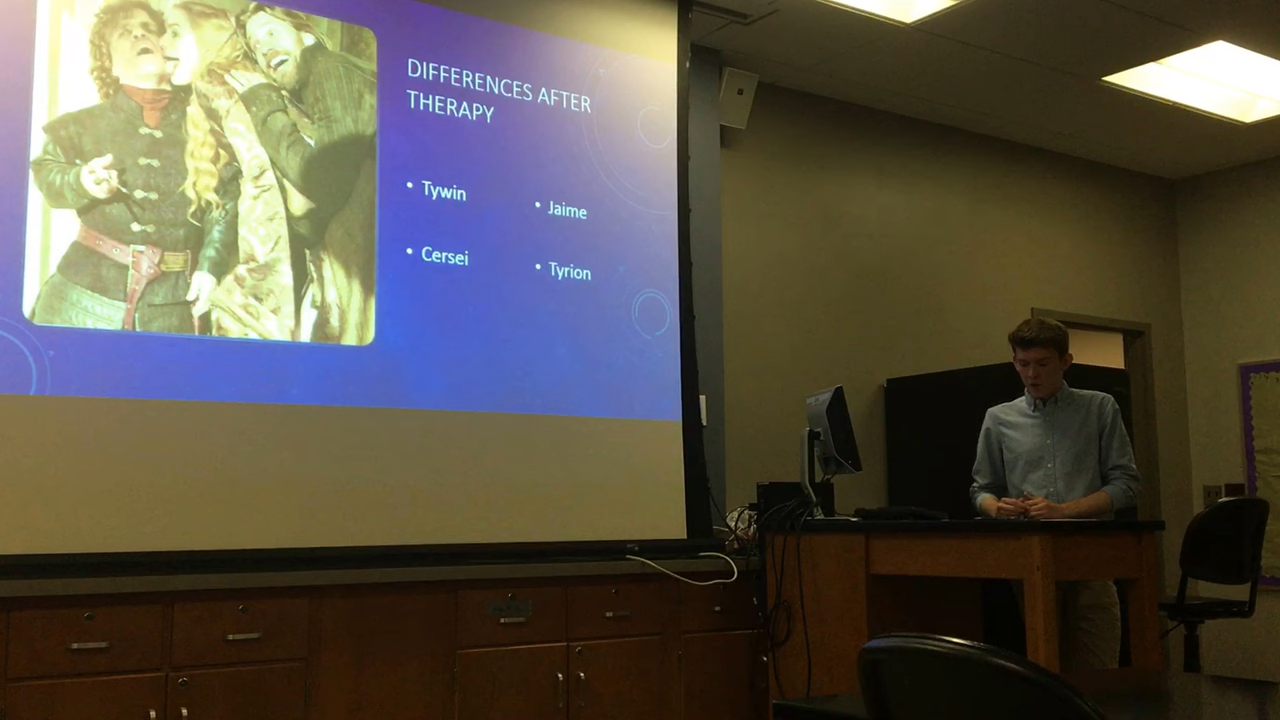 DIFFERENCES AFTER
THERAPY
• Tywin
• Cersei
• Jaime
• Tyrion